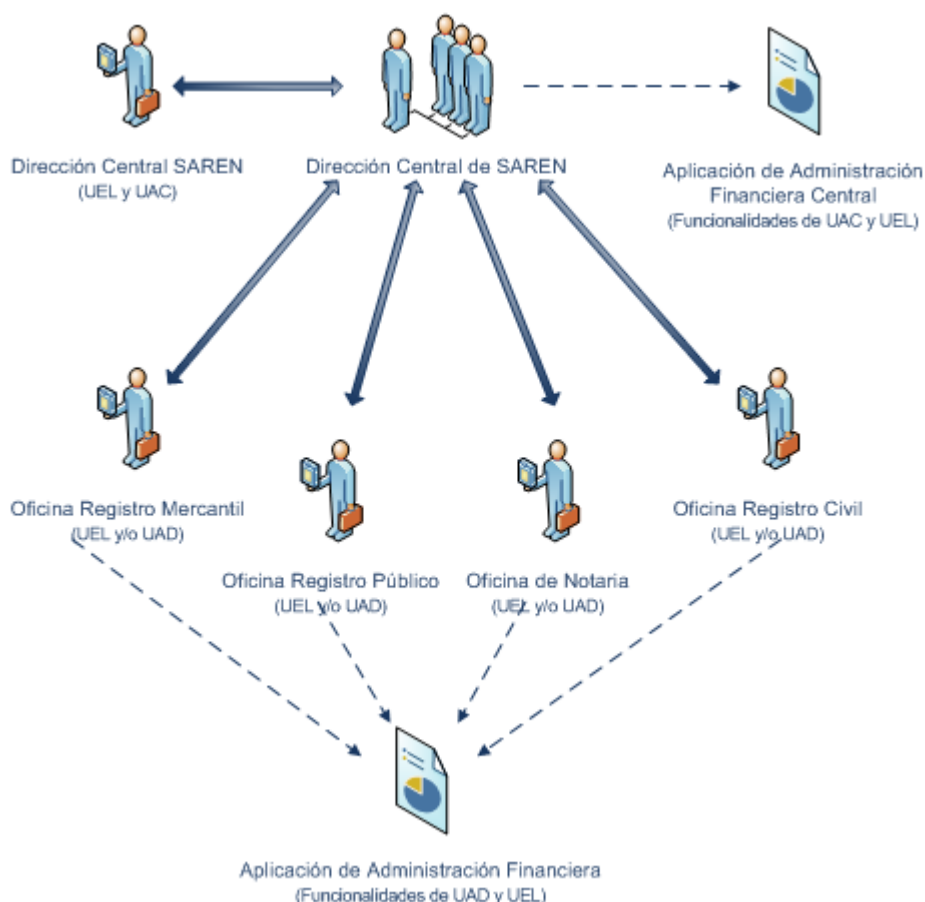 Dirección Central SAREN
(UEL y UAC)
Dirección Central de SAREN
Aplicación de Administración
Financiera Central
(Funcionalidades de UAC y UEL)
Oficina Registro Mercantil
(UEL y/o UAD)
Oficina Registro Público
(UEL y/o UAD)
Oficina de Notaria
(UEL y/o UAD)
Oficina Registro Civil
(UEL y/o UAD)
Aplicación de Administración Financiera
(Funcionalidades de UAD y UEL)